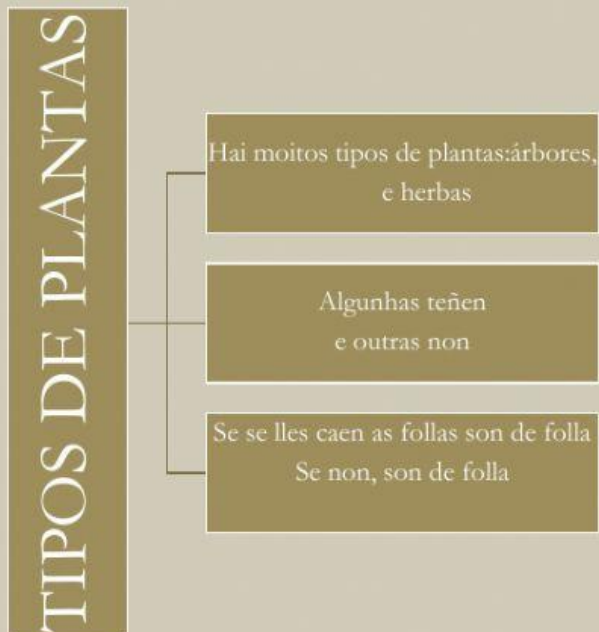 TIPOS DE PLANTAS
Hai moitos tipos de plantas:árbores,
e herbas
Algunhas teñen
e outras non
Se se lles caen as follas son de folla
Se non, son de folla